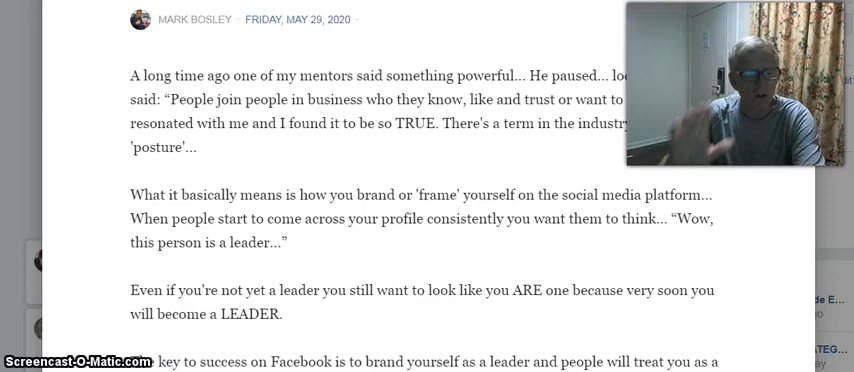 MARK BOSLEY · FRIDAY, MAY 29, 2020 ·
A long time ago one of my mentors said something powerful... He paused...
said: “People join people in business who they know, like and trust or want to
resonated with me and I found it to be so TRUE. There's a term in the industry
'posture'...
What it basically means is how you brand or 'frame' yourself on the social media platform...
When people start to come across your profile consistently you want them to think... “Wow,
this person is a leader...”
Even if you're not yet a leader you still want to look like you ARE one because very soon you
will become a LEADER.
key to success on Facebook is to brand yourself as a leader and people will treat you as a
Screencast-O-Matic.com